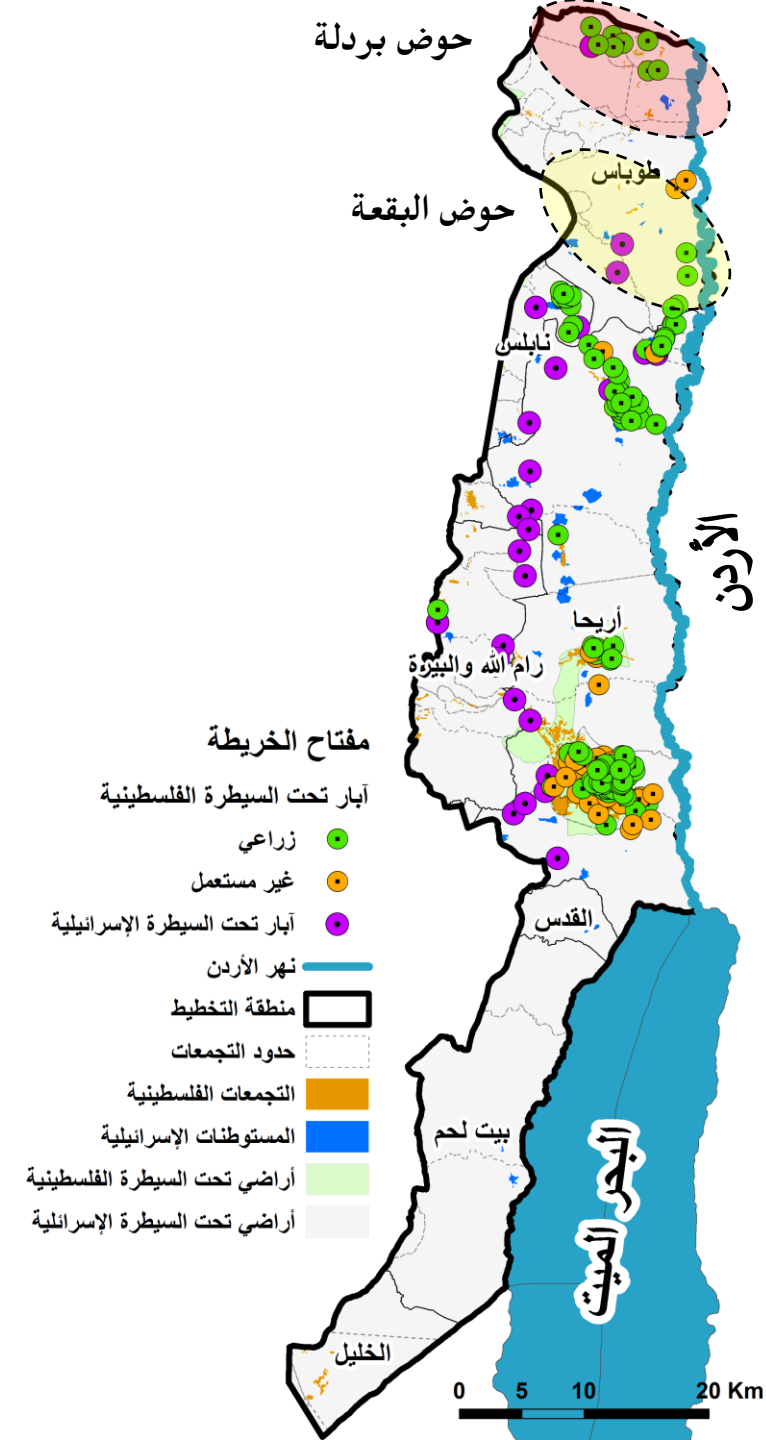 حوض بردلة
طوباس
حوض البقعة
نابلس
الأردن
أريحا
رام الله والبيرة
مفتاح الخريطة
آبار تحت السيطرة الفلسطينية
زراعي
غير مستعمل
آبار تحت السيطرة الإسرائيلية
القدس
نهر الأردن
منطقة التخطيط
حدود التجمعات
التجمعات الفلسطينية
المستوطنات الإسرائيلية
بيت لحم
أراضي تحت السيطرة الفلسطينية
أراضي تحت السيطرة الإسرائلية
البحر الميت
الخليل
0 5 10 20 Km